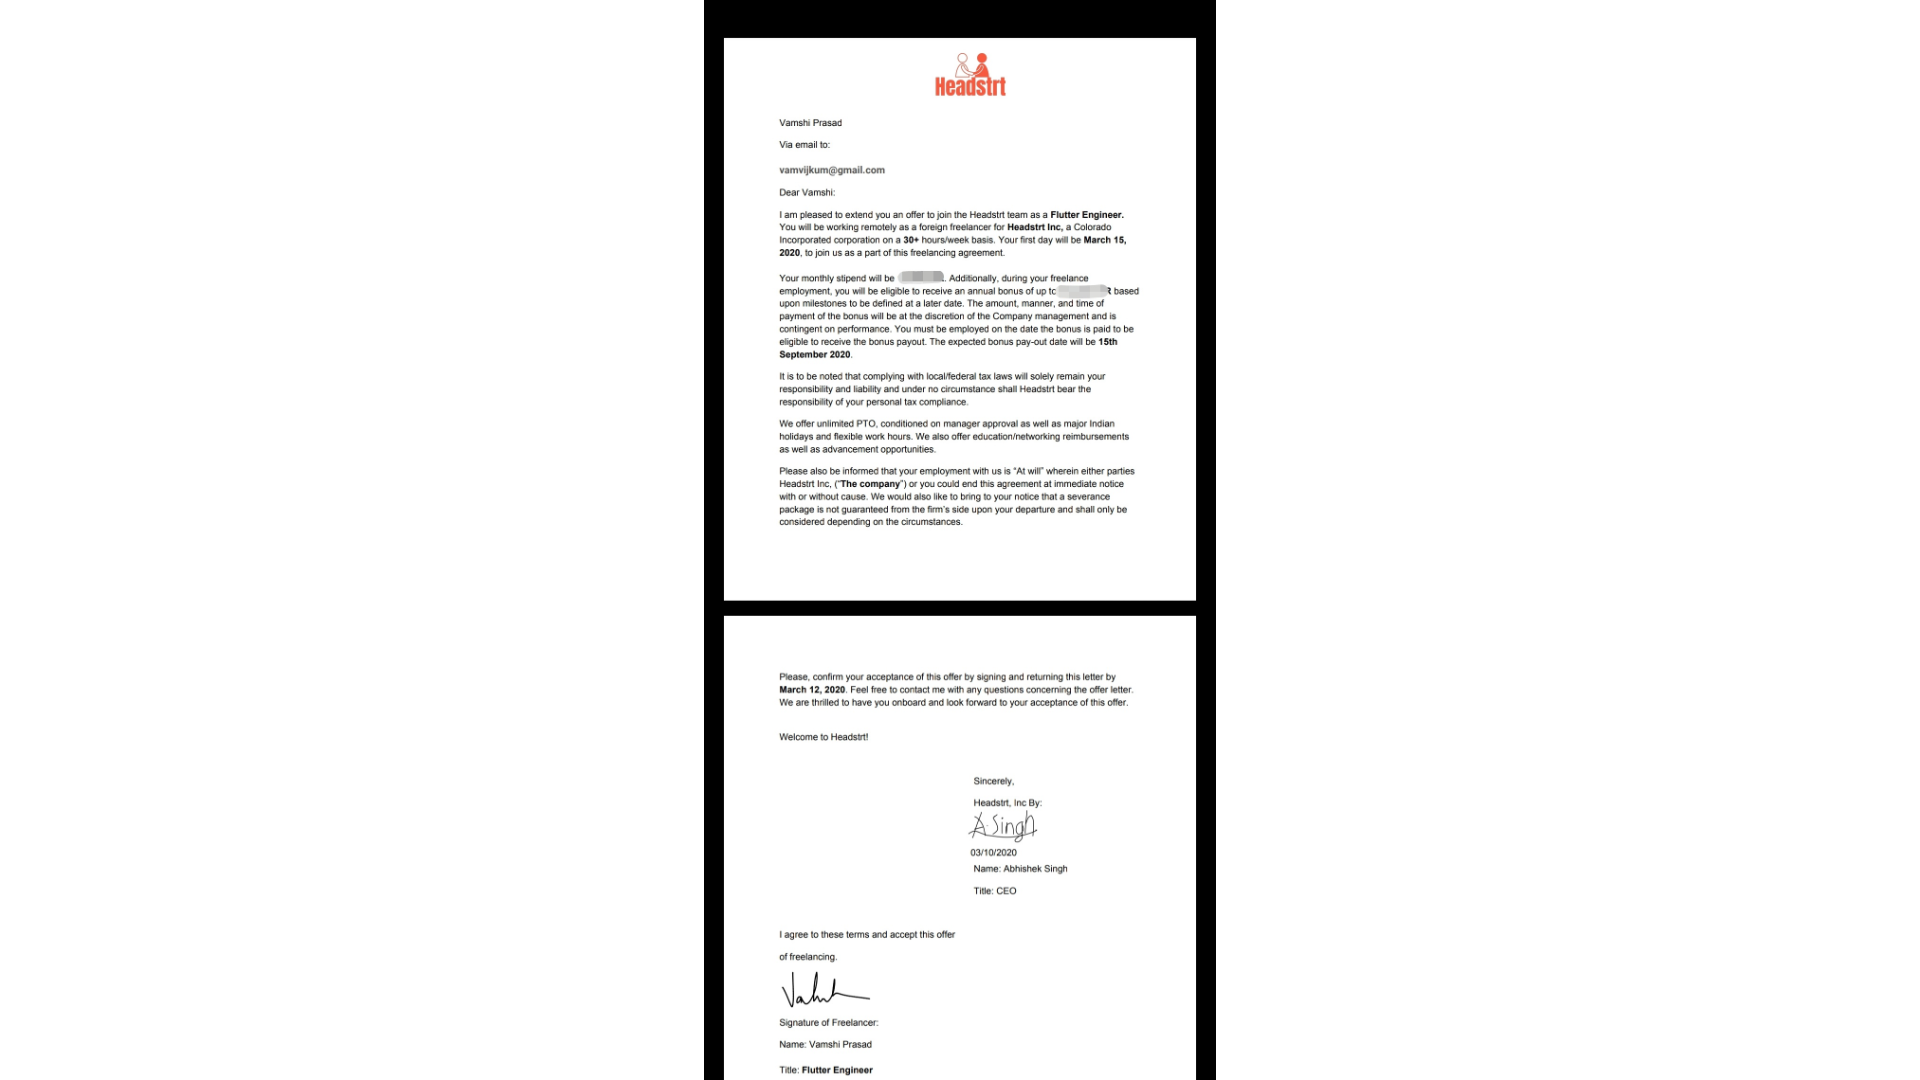 Headstrt
Vamshi Prasad
Via email to:
vamvijkum@gmail.com
Dear Vamshi:
I am pleased to extend you an offer to join the Headstrt team as a Flutter Engineer.
You will be working remotely as a foreign freelancer for Headstrt Inc, a Colorado
Incorporated corporation on a 30+ hours/week basis. Your first day will be March 15,
2020, to join us as a part of this freelancing agreement.
Your monthly stipend will be . Additionally, during your freelance
employment, you will be eligible to receive an annual bonus of up to based
upon milestones to be defined at a later date. The amount, manner, and time of
payment of the bonus will be at the discretion of the Company management and is
contingent on performance. You must be employed on the date the bonus is paid to be
eligible to receive the bonus payout. The expected bonus pay-out date will be 15th
September 2020.
It is to be noted that complying with local/federal tax laws will solely remain your
responsibility and liability and under no circumstance shall Headstrt bear the
responsibility of your personal tax compliance.
We offer unlimited PTO, conditioned on manager approval as well as major Indian
holidays and flexible work hours. We also offer education/networking reimbursements
as well as advancement opportunities.
Please also be informed that your employment with us is “At will” wherein either parties
Headstrt Inc, (“The company”) or you could end this agreement at immediate notice
with or without cause. We would also like to bring to your notice that a severance
package is not guaranteed from the firm’s side upon your departure and shall only be
considered depending on the circumstances.
Please, confirm your acceptance of this offer by signing and returning this letter by
March 12, 2020. Feel free to contact me with any questions concerning the offer letter.
We are thrilled to have you onboard and look forward to your acceptance of this offer.
Welcome to Headstrt!
Sincerely,
Headstrt, Inc By:
A.Singh
03/10/2020
Name: Abhishek Singh
Title: CEO
I agree to these terms and accept this offer
of freelancing.
Signature of Freelancer:
Name: Vamshi Prasad
Title: Flutter Engineer